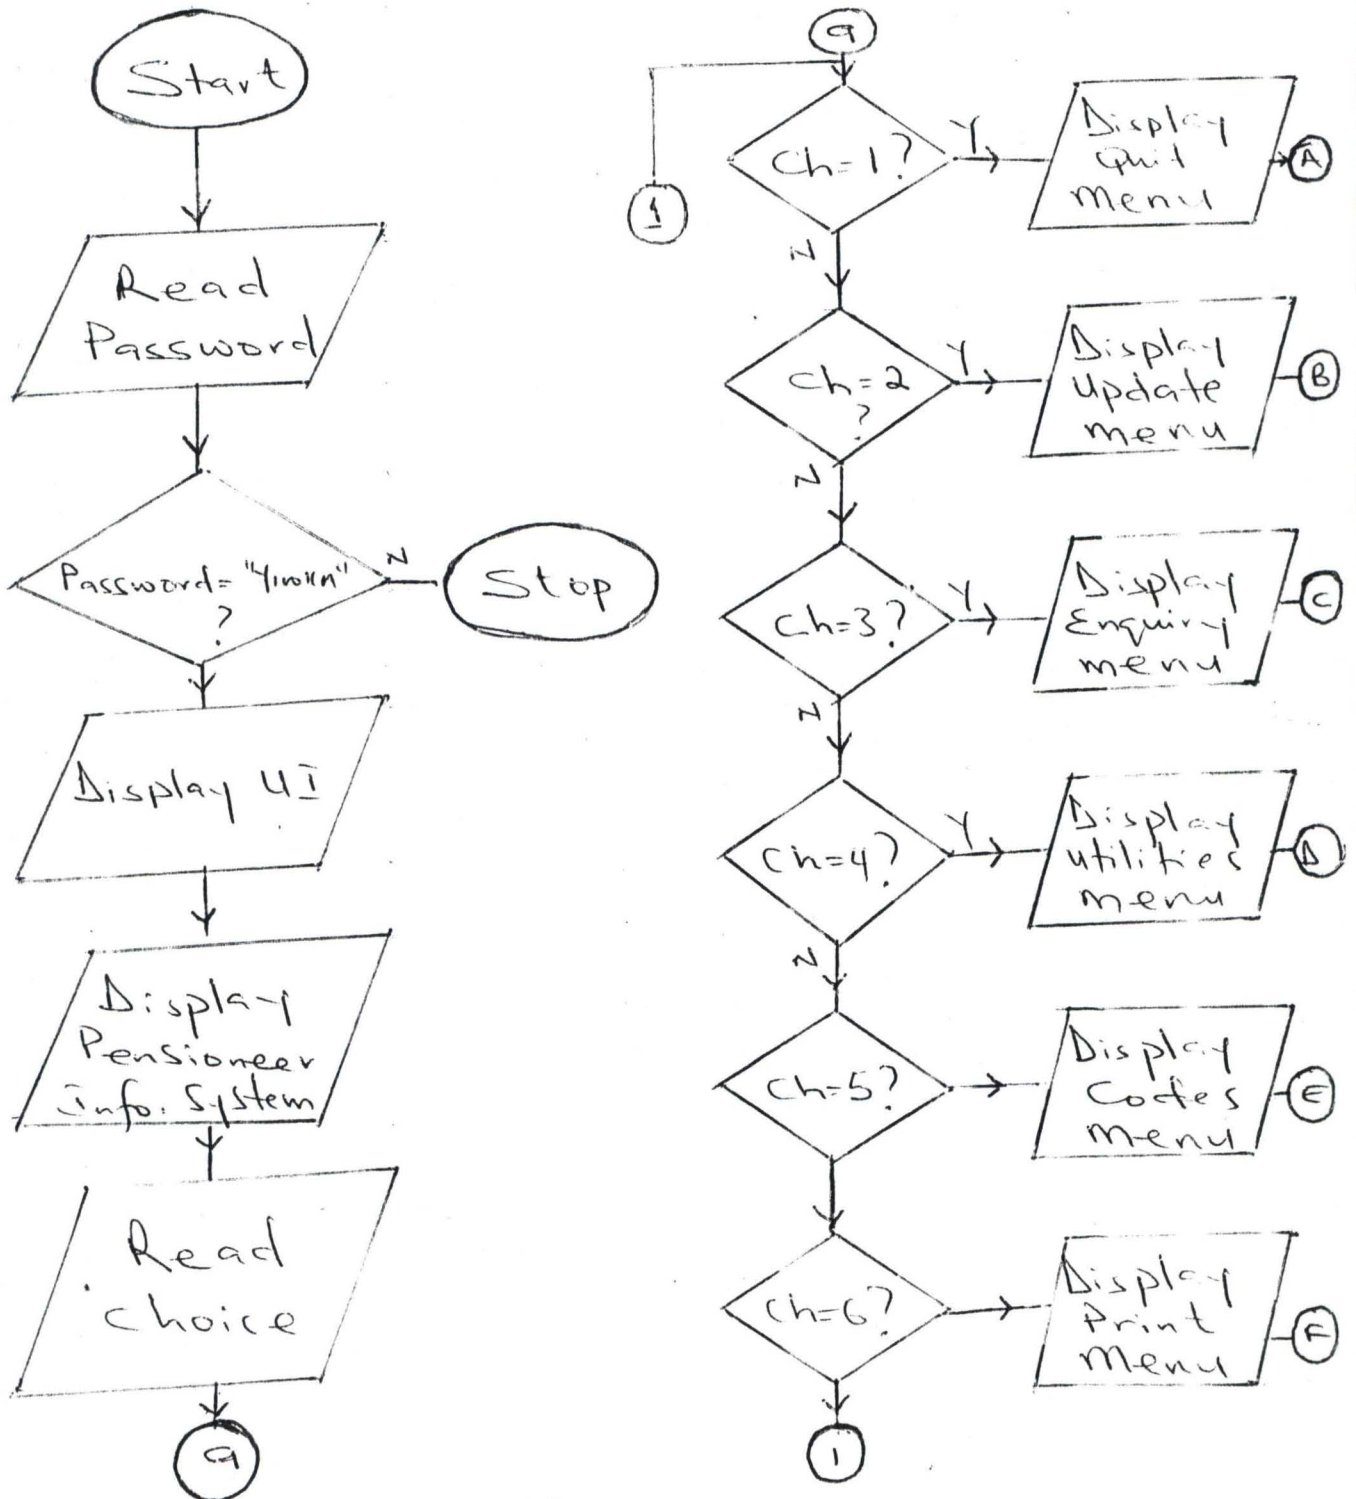 Start
Read
Password
Password=
?
N
Stop
Display UI
Display
Pensioneer
Info. System
Read
choice
a
a
1
Ch=1?
Y
Display
Quit
menu
A
N
Ch=2
?
Y
Display
Update
menu
B
N
Ch=3?
Y
Display
Enquiry
menu
C
N
Ch=4?
Y
Display
Utilities
menu
D
N
Ch=5?
Display
Codes
menu
E
Ch=6?
Display
Print
Menu
F
1